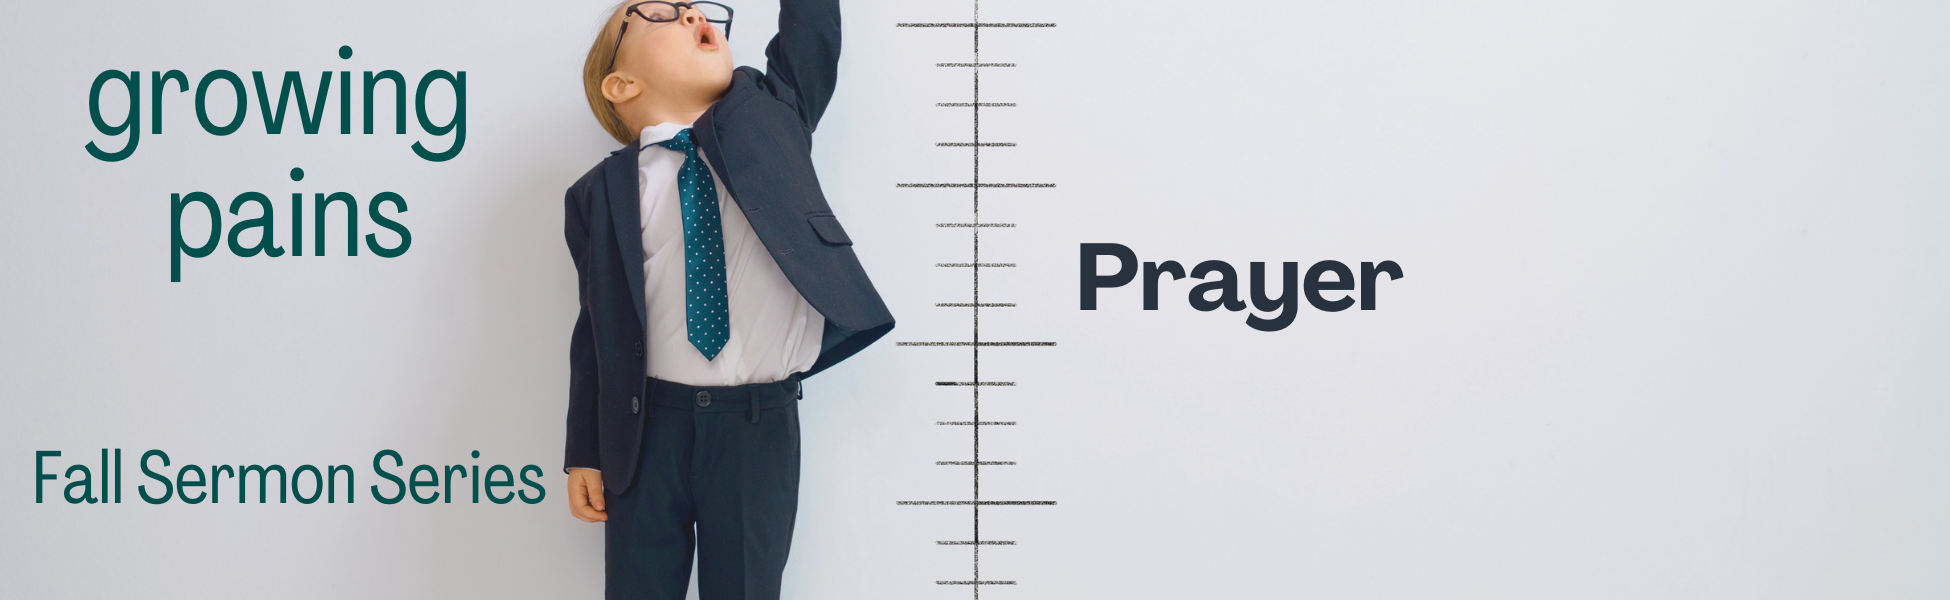 growing
pains
Fall Sermon Series
Prayer